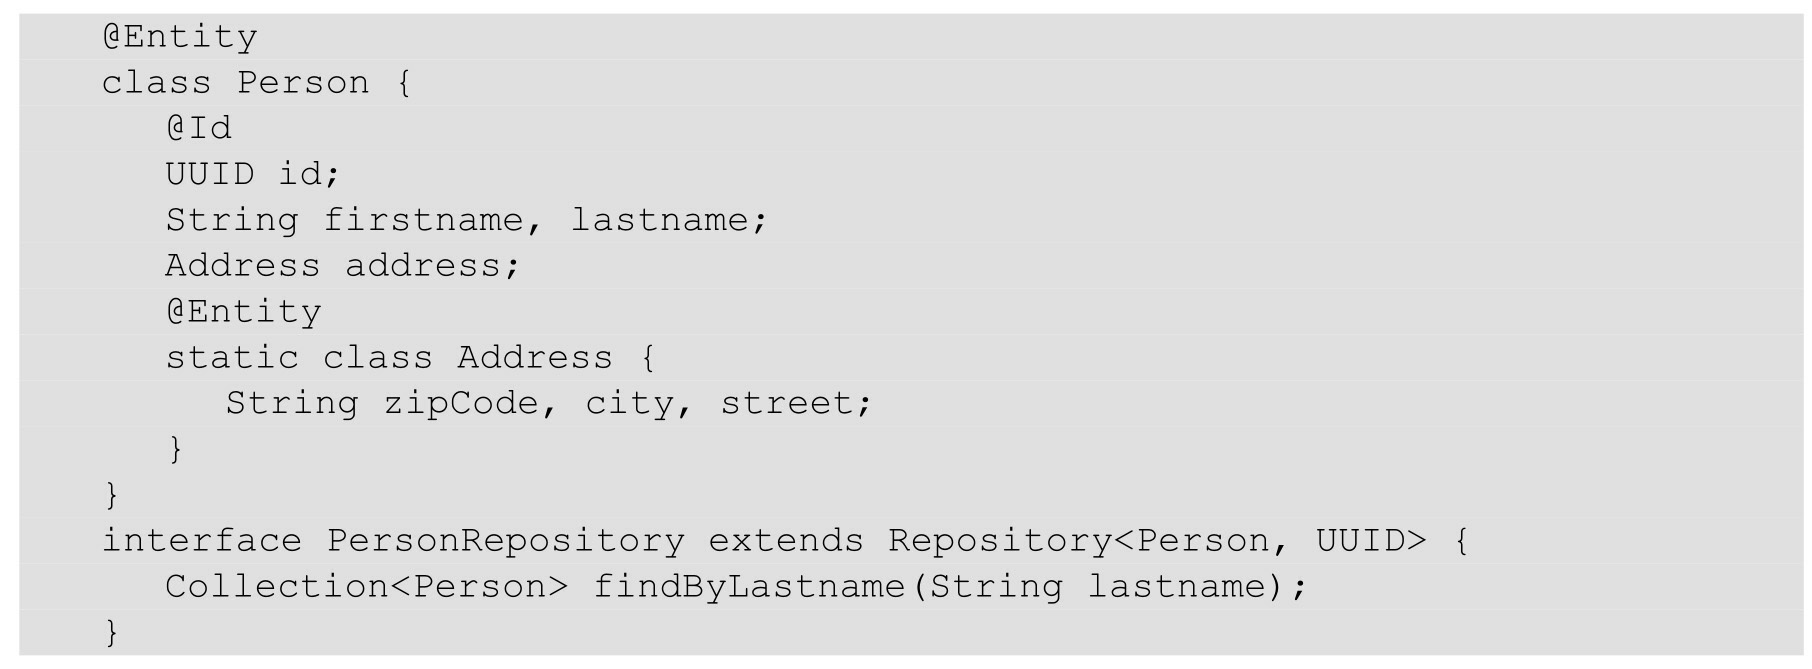 @Entity
class Person {
@Id
UUID id;
String firstname, lastname;
Address address;
@Entity
static class Address {
String zipCode, city, street;
}
}
interface PersonRepository extends Repository<Person, UUID> {
Collection<Person> findByLastname(String lastname);
}